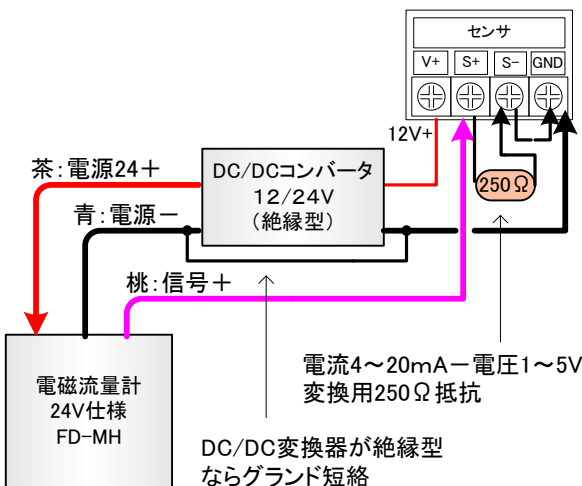 センサ
V+ S+ S- GND
12V+
DC/DCコンバータ
12/24V
(絶縁型)
250Ω
茶:電源24+
青:電源-
桃:信号+
電磁流量計
24V仕様
FD-MH
電流4~20mA-電圧1~5V
変換用250Ω抵抗
DC/DC変換器が絶縁型
ならグランド短絡